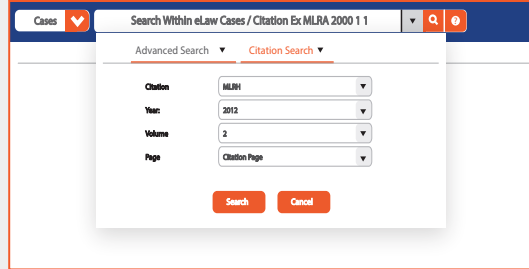 Cases Search Within eLaw Cases / Citation Ex MLRA 2000 1 1
Advanced Search Citation Search
Citation MLRH
Year: 2012
Volume 2
Page Citation Page
Search Cancel